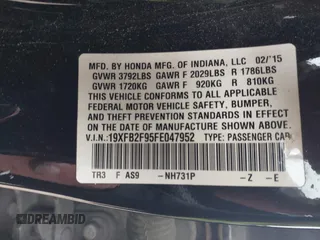 MFD. BY HONDA MFG. OF INDIANA, LLC 02/'15
GVWR 3792LBS GAWR F 2029LBS R 1786LBS
GVWR 1720KG GAWR F 920KG R 810KG
THIS VEHICLE CONFORMS TO ALL APPLICABLE
FEDERAL MOTOR VEHICLE SAFETY, BUMPER,
AND THEFT PREVENTION STANDARDS IN EFFECT
ON THE DATE OF MANUFACTURE SHOWN ABOVE.
V.I.N.:19XFB2F95FE047952 TYPE: PASSENGER CAR
TR3 F AS9 -NH731P -Z -E
AUTOBIDMASTER